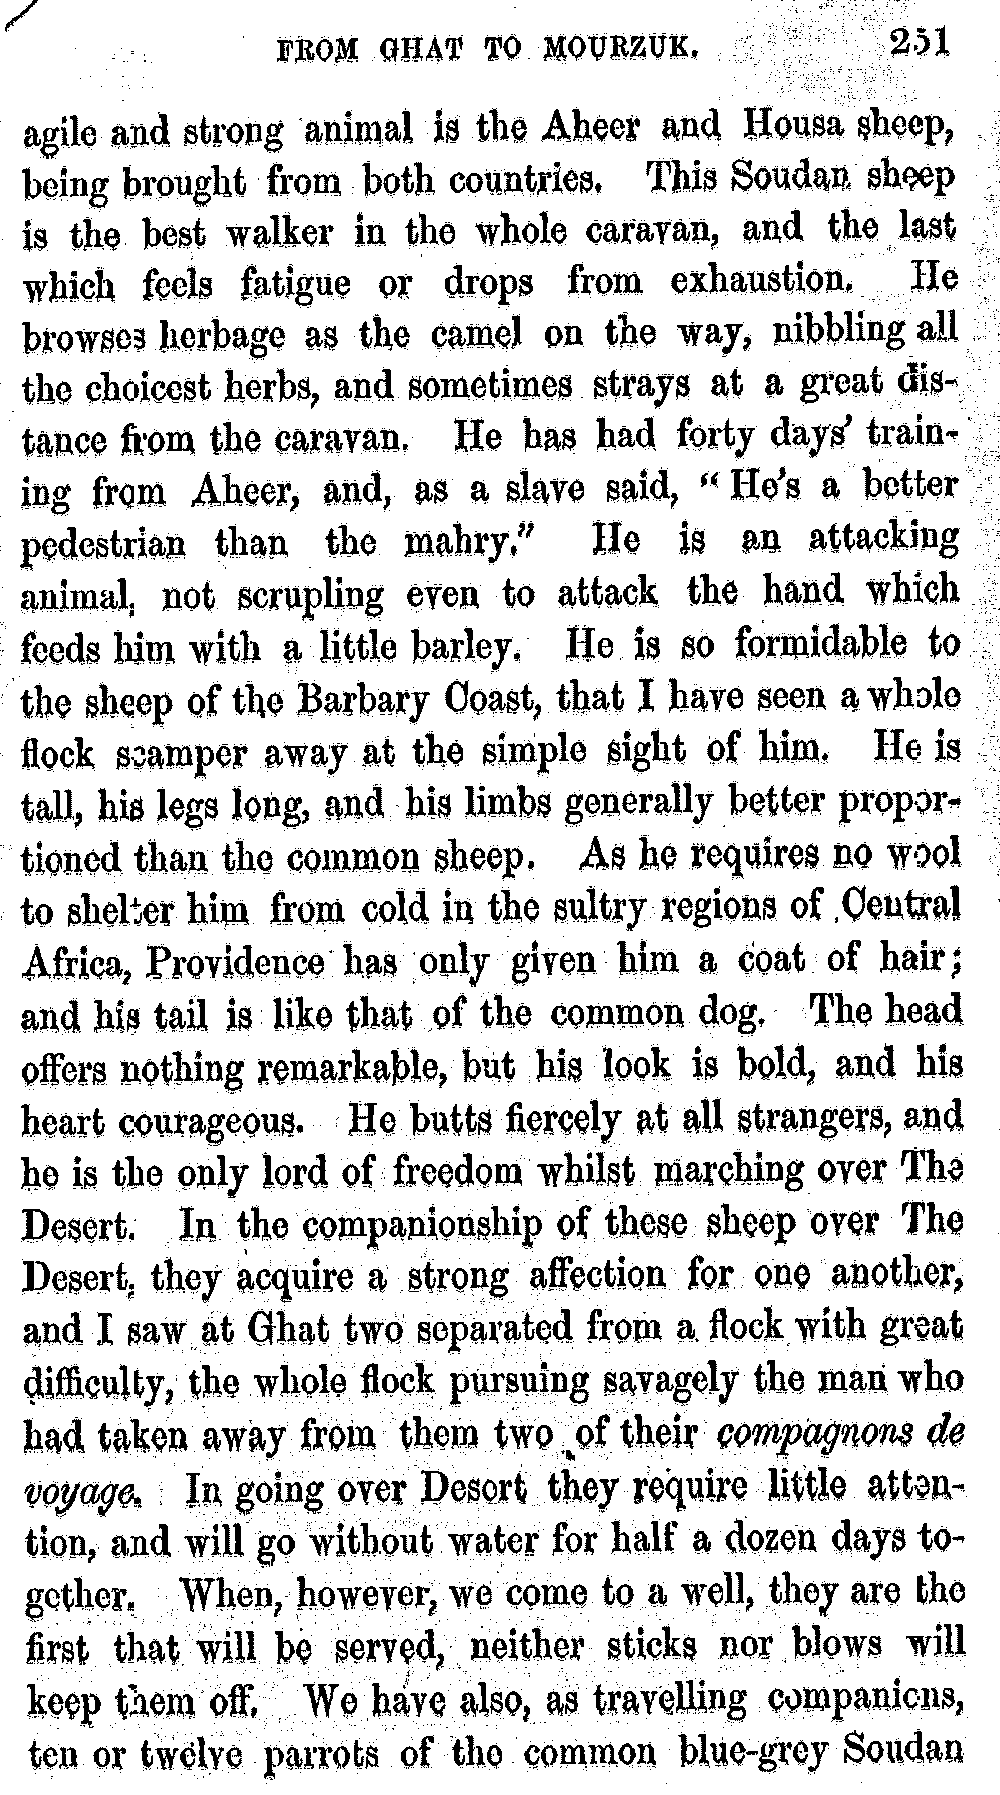 FROM GHAT TO MOURZUK. 251
agile and strong animal is the Aheer and Housa sheep,
being brought from both countries. This Soudan sheep
is the best walker in the whole caravan, and the last
which feels fatigue or drops from exhaustion. He
browses herbage as the camel on the way, nibbling all
the choicest herbs, and sometimes strays at a great dis-
tance from the caravan. He has had forty days' train-
ing from Aheer, and, as a slave said, "He's a better
pedestrian than the mahry." He is an attacking
animal, not scrupling even to attack the hand which
feeds him with a little barley. He is so formidable to
the sheep of the Barbary Coast, that I have seen a whole
flock scamper away at the simple sight of him. He is
tall, his legs long, and his limbs generally better propor-
tioned than the common sheep. As he requires no wool
to shelter him from cold in the sultry regions of Central
Africa, Providence has only given him a coat of hair;
and his tail is like that of the common dog. The head
offers nothing remarkable, but his look is bold, and his
heart courageous. He butts fiercely at all strangers, and
he is the only lord of freedom whilst marching over The
Desert. In the companionship of these sheep over The
Desert, they acquire a strong affection for one another,
and I saw at Ghat two separated from a flock with great
difficulty, the whole flock pursuing savagely the man who
had taken away from them two of their compagnons de
voyage. In going over Desert they require little atten-
tion, and will go without water for half a dozen days to-
gether. When, however, we come to a well, they are the
first that will be served, neither sticks nor blows will
keep them off. We have also, as travelling companions,
ten or twelve parrots of the common blue-grey Soudan